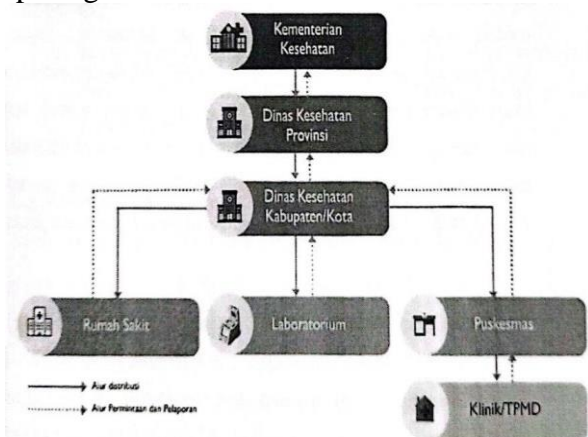 Kementerian
Kesehatan
Dinas Kesehatan
Provinsi
Dinas Kesehatan
Kabupaten/Kota
Rumah Sakit
Laboratorium
Puskesmas
Alur distribusi
Alur Permintaan dan Pelaporan
Klinik/TPMD